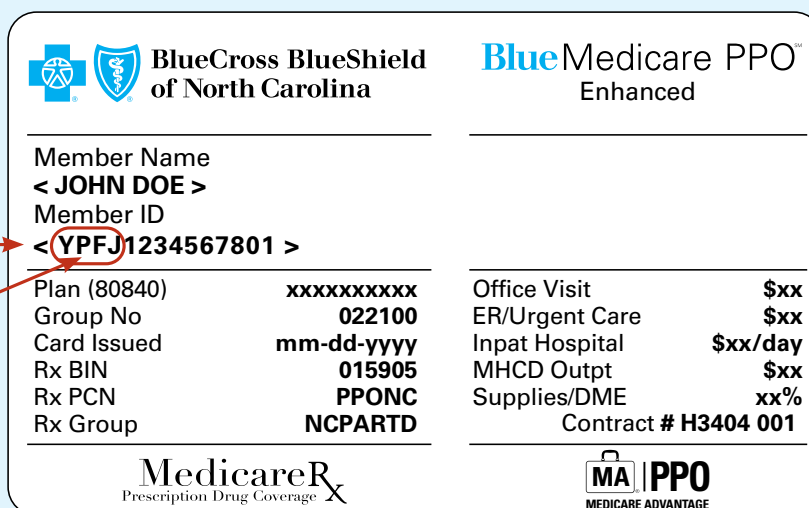 BlueCross BlueShield
of North Carolina
BlueMedicare PPO℠
Enhanced
Member Name
< JOHN DOE >
Member ID
< YPFJ1234567801 >
Plan (80840) xxxxxxxxxx
Group No 022100
Card Issued mm-dd-yyyy
Rx BIN 015905
Rx PCN PPONC
Rx Group NCPARTD
Office Visit $xx
ER/Urgent Care $xx
Inpat Hospital $xx/day
MHCD Outpt $xx
Supplies/DME xx%
Contract # H3404 001
MedicareRx
Prescription Drug Coverage
MA PPO
MEDICARE ADVANTAGE